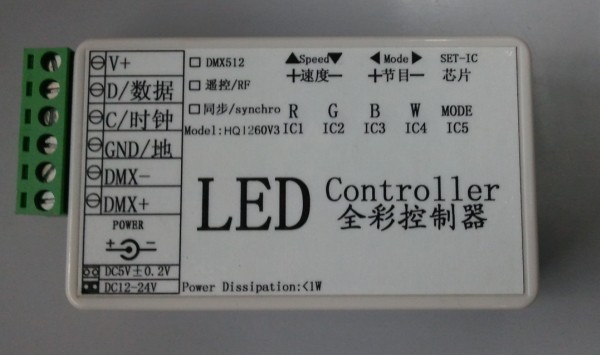 V+
D/数据
C/时钟
GND/地
DMX-
DMX+
POWER
+ -
DC5V±0.2V
DC12-24V
DMX512
遥控/RF
同步/synchro
Model:HQ1260V3
▲Speed▼
+速度-
◀Mode▶
+节目-
SET-IC
芯片
R G B W MODE
IC1 IC2 IC3 IC4 IC5
LED Controller
全彩控制器
Power Dissipation:<1W